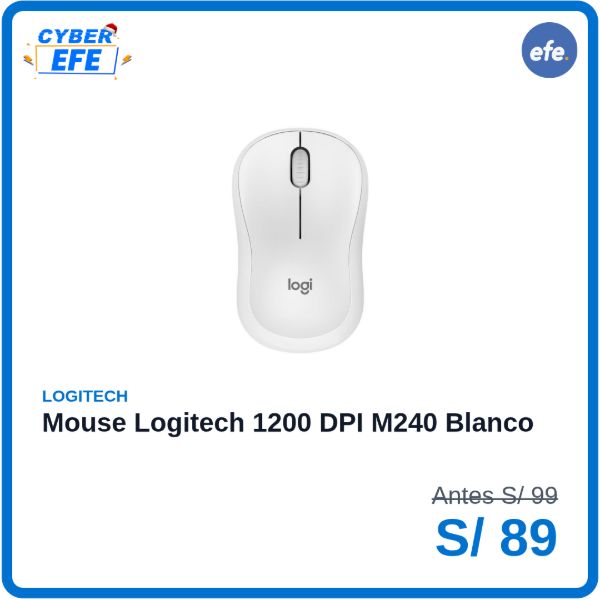 CYBER
EFE
efe.
logi
LOGITECH
Mouse Logitech 1200 DPI M240 Blanco
Antes S/ 99
S/ 89